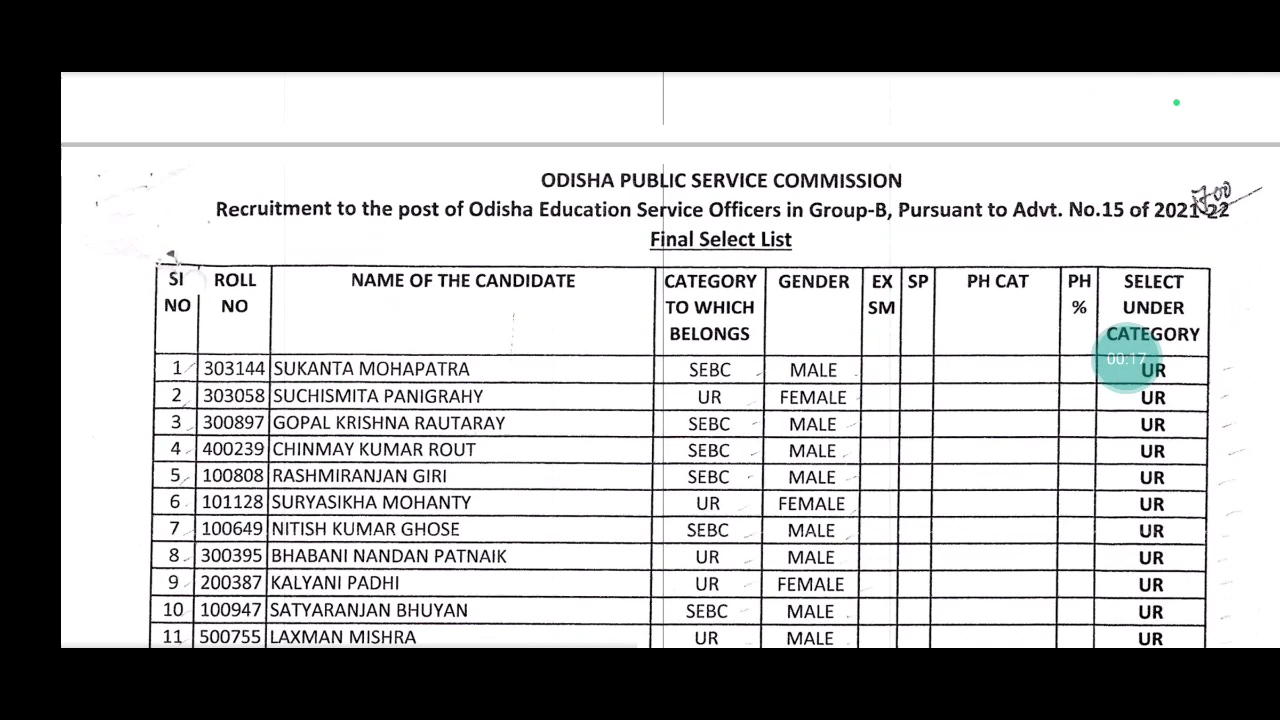 ODISHA PUBLIC SERVICE COMMISSION
Recruitment to the post of Odisha Education Service Officers in Group-B, Pursuant to Advt. No.15 of 2021-22
Final Select List
SI NO ROLL NO NAME OF THE CANDIDATE CATEGORY TO WHICH BELONGS GENDER EX SM SP PH CAT PH % SELECT UNDER CATEGORY
00:17
1 303144 SUKANTA MOHAPATRA SEBC MALE UR
2 303058 SUCHISMITA PANIGRAHY UR FEMALE UR
3 300897 GOPAL KRISHNA RAUTARAY SEBC MALE UR
4 400239 CHINMAY KUMAR ROUT SEBC MALE UR
5 100808 RASHMIRANJAN GIRI SEBC MALE UR
6 101128 SURYASIKHA MOHANTY UR FEMALE UR
7 100649 NITISH KUMAR GHOSE SEBC MALE UR
8 300395 BHABANI NANDAN PATNAIK UR MALE UR
9 200387 KALYANI PADHI UR FEMALE UR
10 100947 SATYARANJAN BHUYAN SEBC MALE UR
11 500755 LAXMAN MISHRA UR MALE UR